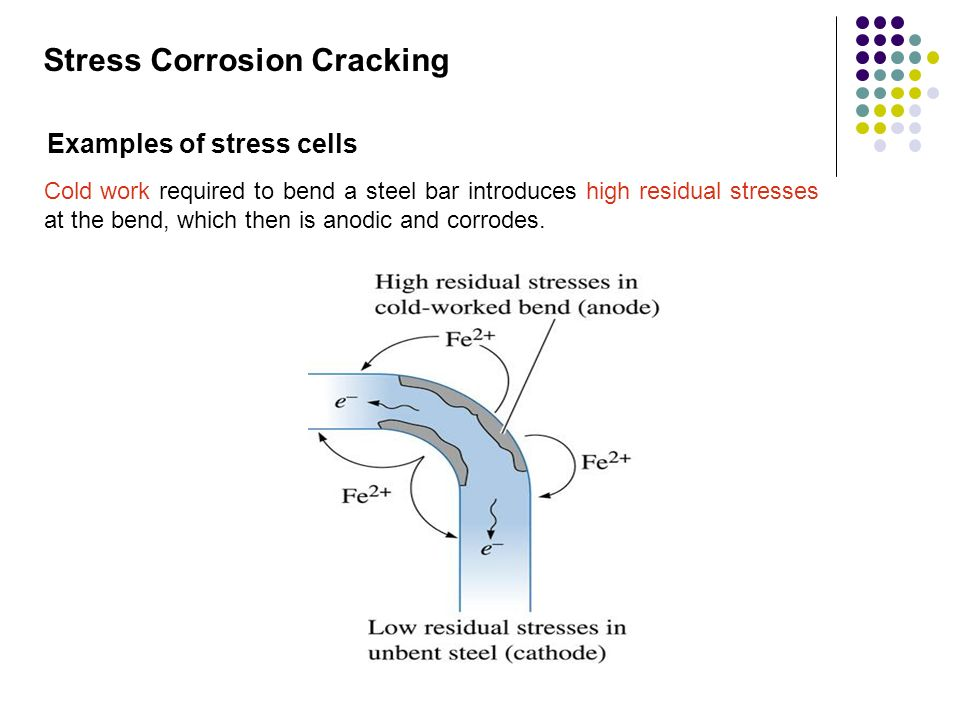 Stress Corrosion Cracking
Examples of stress cells
Cold work required to bend a steel bar introduces high residual stresses
at the bend, which then is anodic and corrodes.
High residual stresses in
cold-worked bend (anode)
Fe2+
e−
Fe2+
Fe2+
e−
Low residual stresses in
unbent steel (cathode)